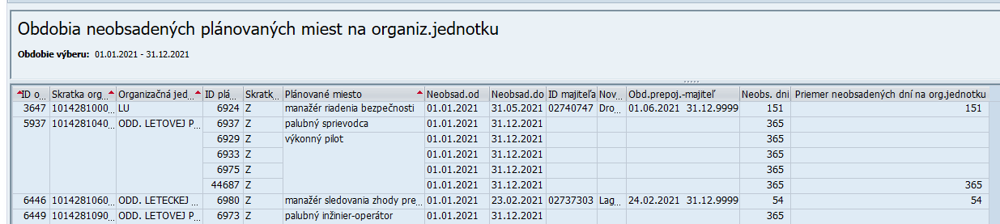 Obdobia neobsadených plánovaných miest na organiz.jednotku
Obdobie výberu: 01.01.2021 - 31.12.2021
ID o... Skratka org... Organizačná jed... ID plá... Skratk... Plánované miesto Neobsad.od Neobsad.do ID majiteľa Nov... Obd.prepoj.-majiteľ Neobs. dni Priemer neobsadených dní na org.jednotku
3647 1014281000... LU 6924 Z manažér riadenia bezpečnosti 01.01.2021 31.05.2021 02740747 Dro... 01.06.2021 31.12.9999 151 151
5937 1014281040... ODD. LETOVEJ P... 6937 Z palubný sprievodca 01.01.2021 31.12.2021 365
6929 Z výkonný pilot 01.01.2021 31.12.2021 365
6933 Z 01.01.2021 31.12.2021 365
6975 Z 01.01.2021 31.12.2021 365
44687 Z 01.01.2021 31.12.2021 365 365
6446 1014281060... ODD. LETECKEJ ... 6980 Z manažér sledovania zhody pre... 01.01.2021 23.02.2021 02737303 Lag... 24.02.2021 31.12.9999 54 54
6449 1014281090... ODD. LETOVEJ P... 6973 Z palubný inžinier-operátor 01.01.2021 31.12.2021 365